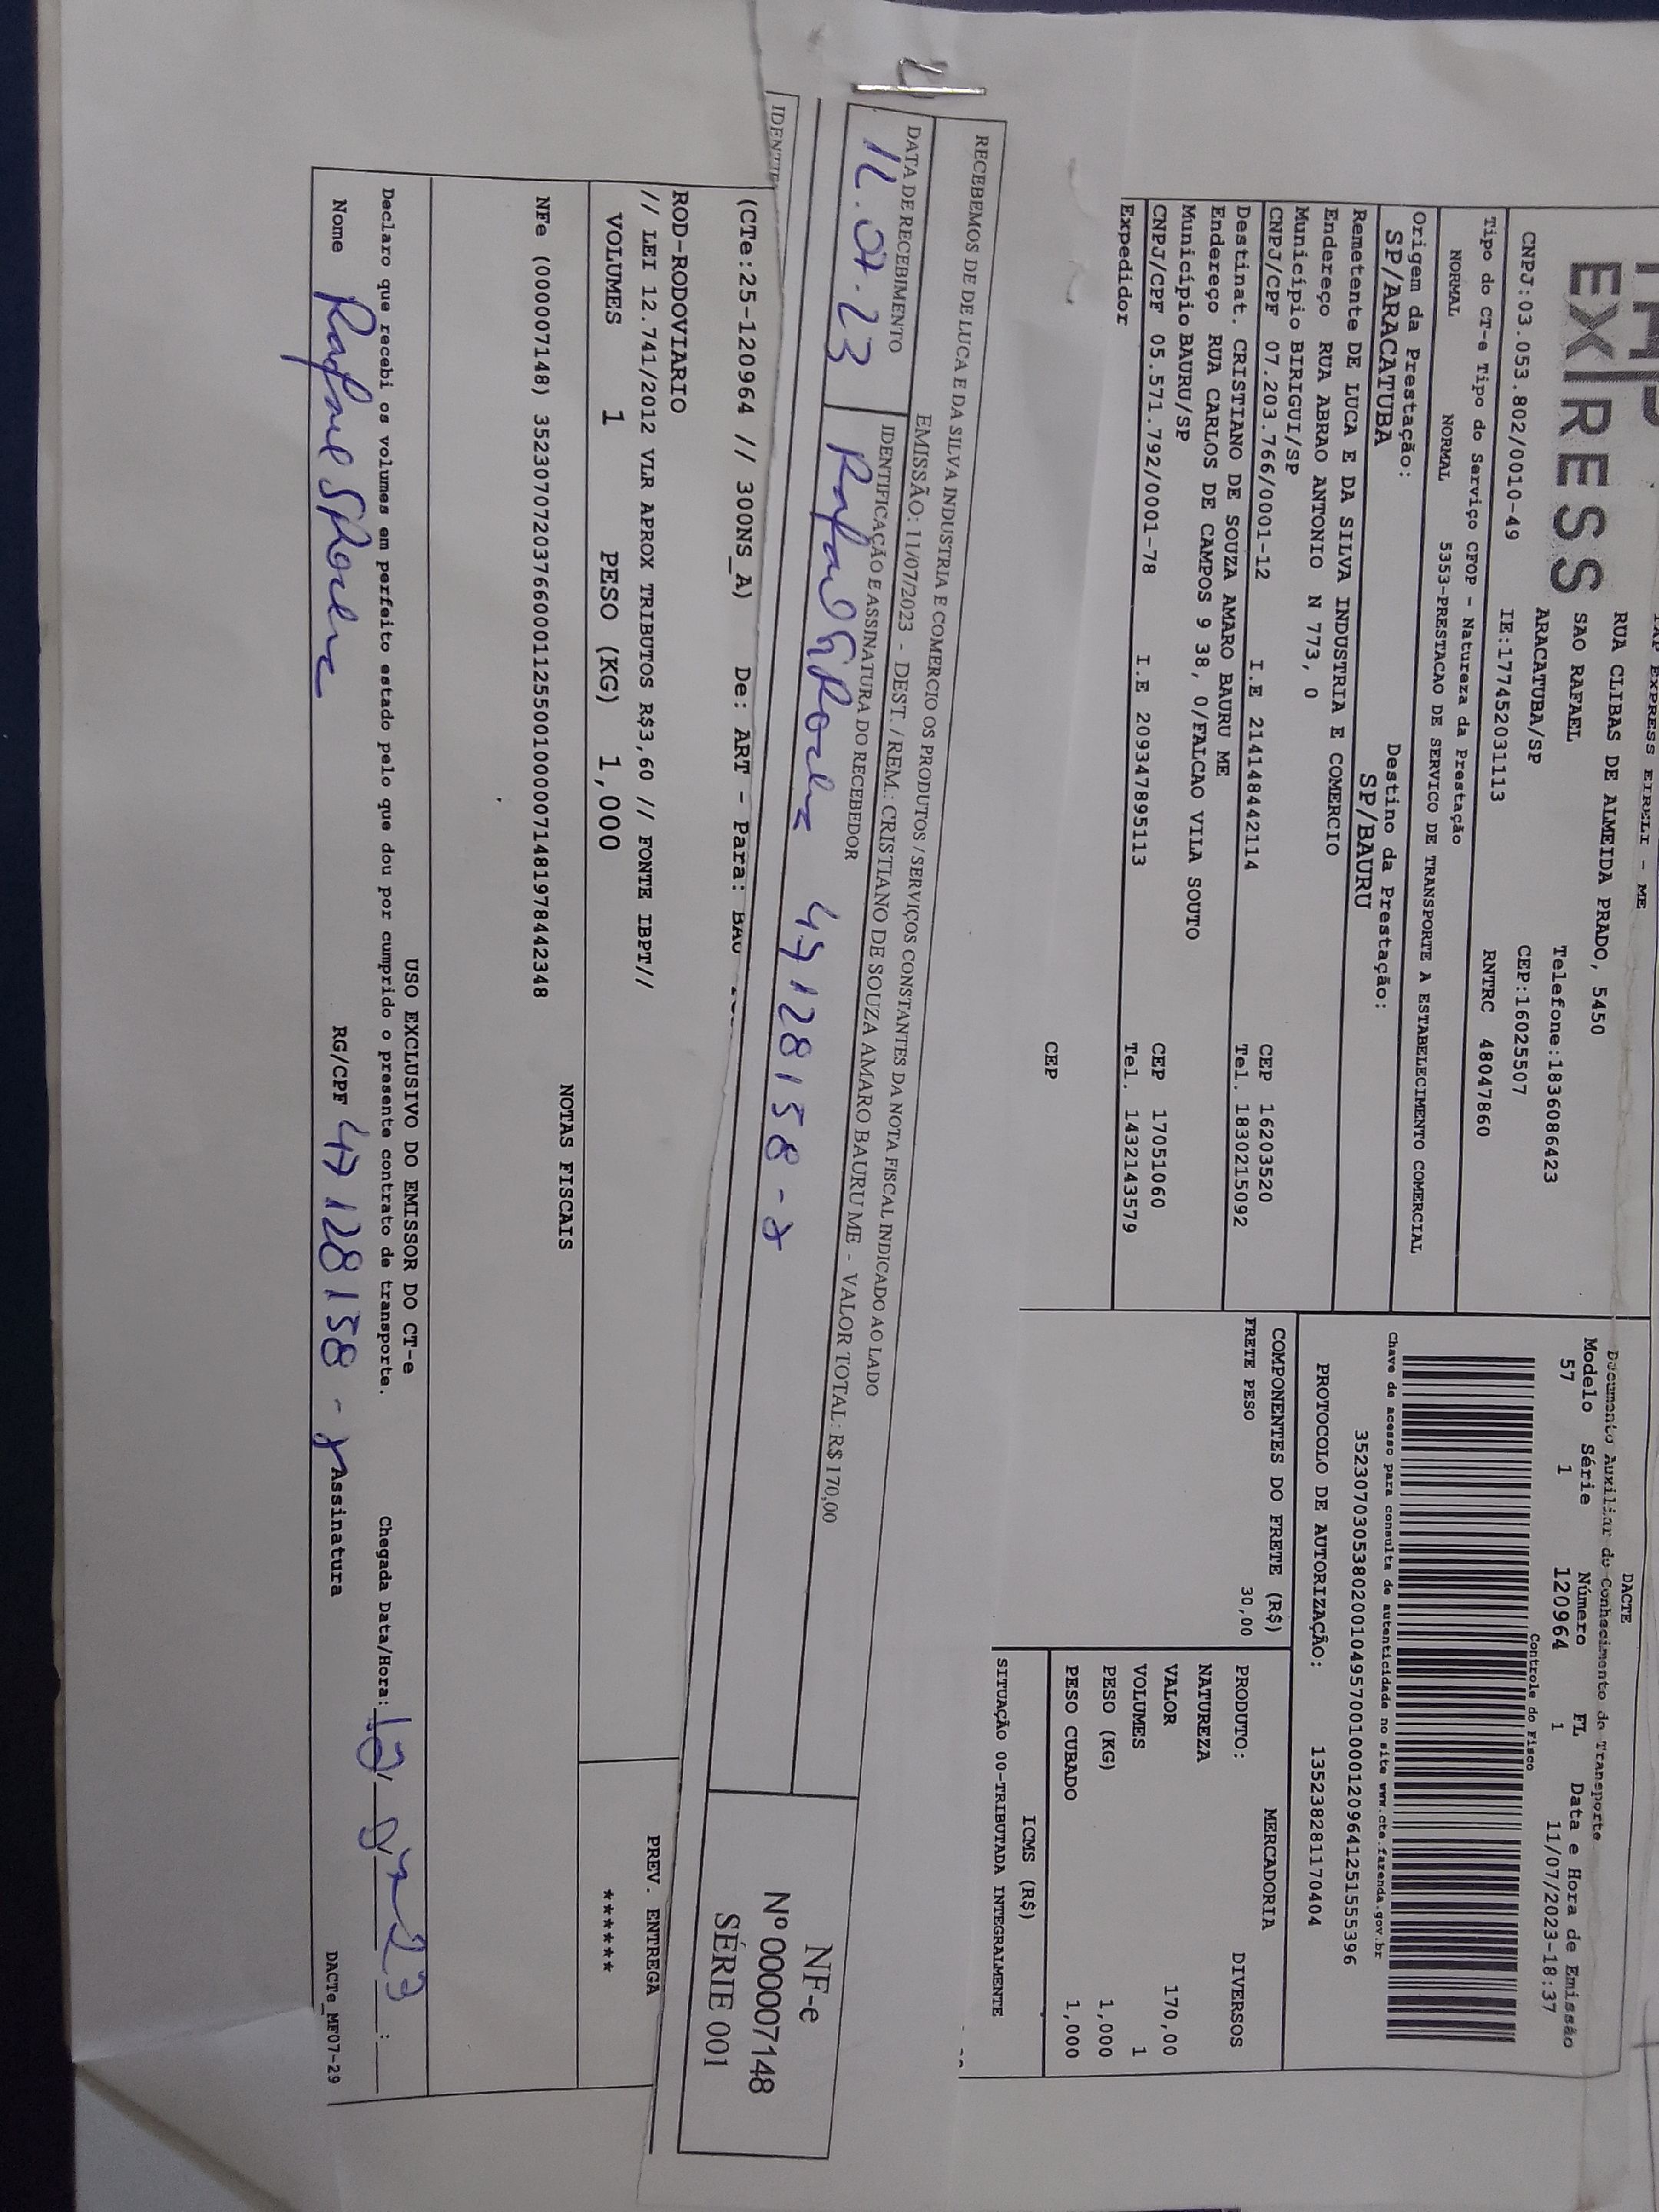 EXPRESS EIRELI - ME
EXPRESS
RUA CLIBAS DE ALMEIDA PRADO, 5450
SAO RAFAEL
Telefone:1836086423
ARACATUBA/SP
CEP:16025507
CNPJ:03.053.802/0010-49
IE:177452031113
RNTRC 48047860
Tipo do CT-e Tipo do Serviço CFOP - Natureza da Prestação
NORMAL NORMAL 5353-PRESTACAO DE SERVICO DE TRANSPORTE A ESTABELECIMENTO COMERCIAL
Origem da Prestação: Destino da Prestação:
SP/ARACATUBA SP/BAURU
Remetente DE LUCA E DA SILVA INDUSTRIA E COMERCIO
Endereço RUA ABRAO ANTONIO N 773, 0
Município BIRIGUI/SP CEP 16203520
CNPJ/CPF 07.203.766/0001-12 I.E 214148442114 Tel. 1830215092
Destinat. CRISTIANO DE SOUZA AMARO BAURU ME
Endereço RUA CARLOS DE CAMPOS 9 38, 0/FALCAO VILA SOUTO
Município BAURU/SP CEP 17051060
CNPJ/CPF 05.571.792/0001-78 I.E 209347895113 Tel. 1432143579
Expedidor
CEP
DACTE
Documento Auxiliar do Conhecimento de Transporte
Modelo Série Número FL Data e Hora de Emissão
57 1 120964 1 11/07/2023-18:37
Controle do Fisco
Chave de acesso para consulta de autenticidade no site www.cte.fazenda.gov.br
35230703053802001049570010001209641251555396
PROTOCOLO DE AUTORIZAÇÃO: 135238281170404
COMPONENTES DO FRETE (R$)
FRETE PESO 30,00
MERCADORIA
PRODUTO: DIVERSOS
NATUREZA
VALOR 170,00
VOLUMES 1
PESO (KG) 1,000
PESO CUBADO 1,000
ICMS (R$)
SITUAÇÃO 00-TRIBUTADA INTEGRALMENTE
RECEBEMOS DE DE LUCA E DA SILVA INDUSTRIA E COMERCIO OS PRODUTOS / SERVIÇOS CONSTANTES DA NOTA FISCAL INDICADO AO LADO
EMISSÃO: 11/07/2023 - DEST. / REM.: CRISTIANO DE SOUZA AMARO BAURU ME - VALOR TOTAL: R$ 170,00
DATA DE RECEBIMENTO IDENTIFICAÇÃO E ASSINATURA DO RECEBEDOR
12.07.23 47128158-
NF-e
Nº 000007148
SÉRIE 001
(CTe:25-120964 // 300NS_A) De: ART - Para: BAU
ROD-RODOVIARIO
// LEI 12.741/2012 VLR APROX TRIBUTOS R$3,60 // FONTE IBPT//
VOLUMES 1 PESO (KG) 1,000
PREV. ENTREGA
******
NOTAS FISCAIS
NFe (000007148) 35230707203766000112550010000071481978442348
USO EXCLUSIVO DO EMISSOR DO CT-e
Declaro que recebi os volumes em perfeito estado pelo que dou por cumprido o presente contrato de transporte. Chegada Data/Hora: :
Nome RG/CPF 47128158- Assinatura
DACTe_MF07-29